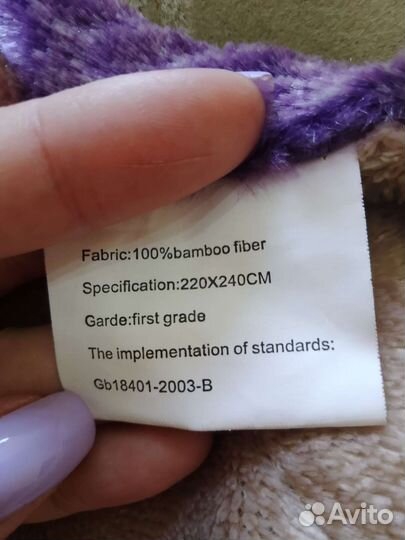 Fabric:100%bamboo fiber
Specification:220X240CM
Garde:first grade
The implementation of standards:
Gb18401-2003-B
Avito